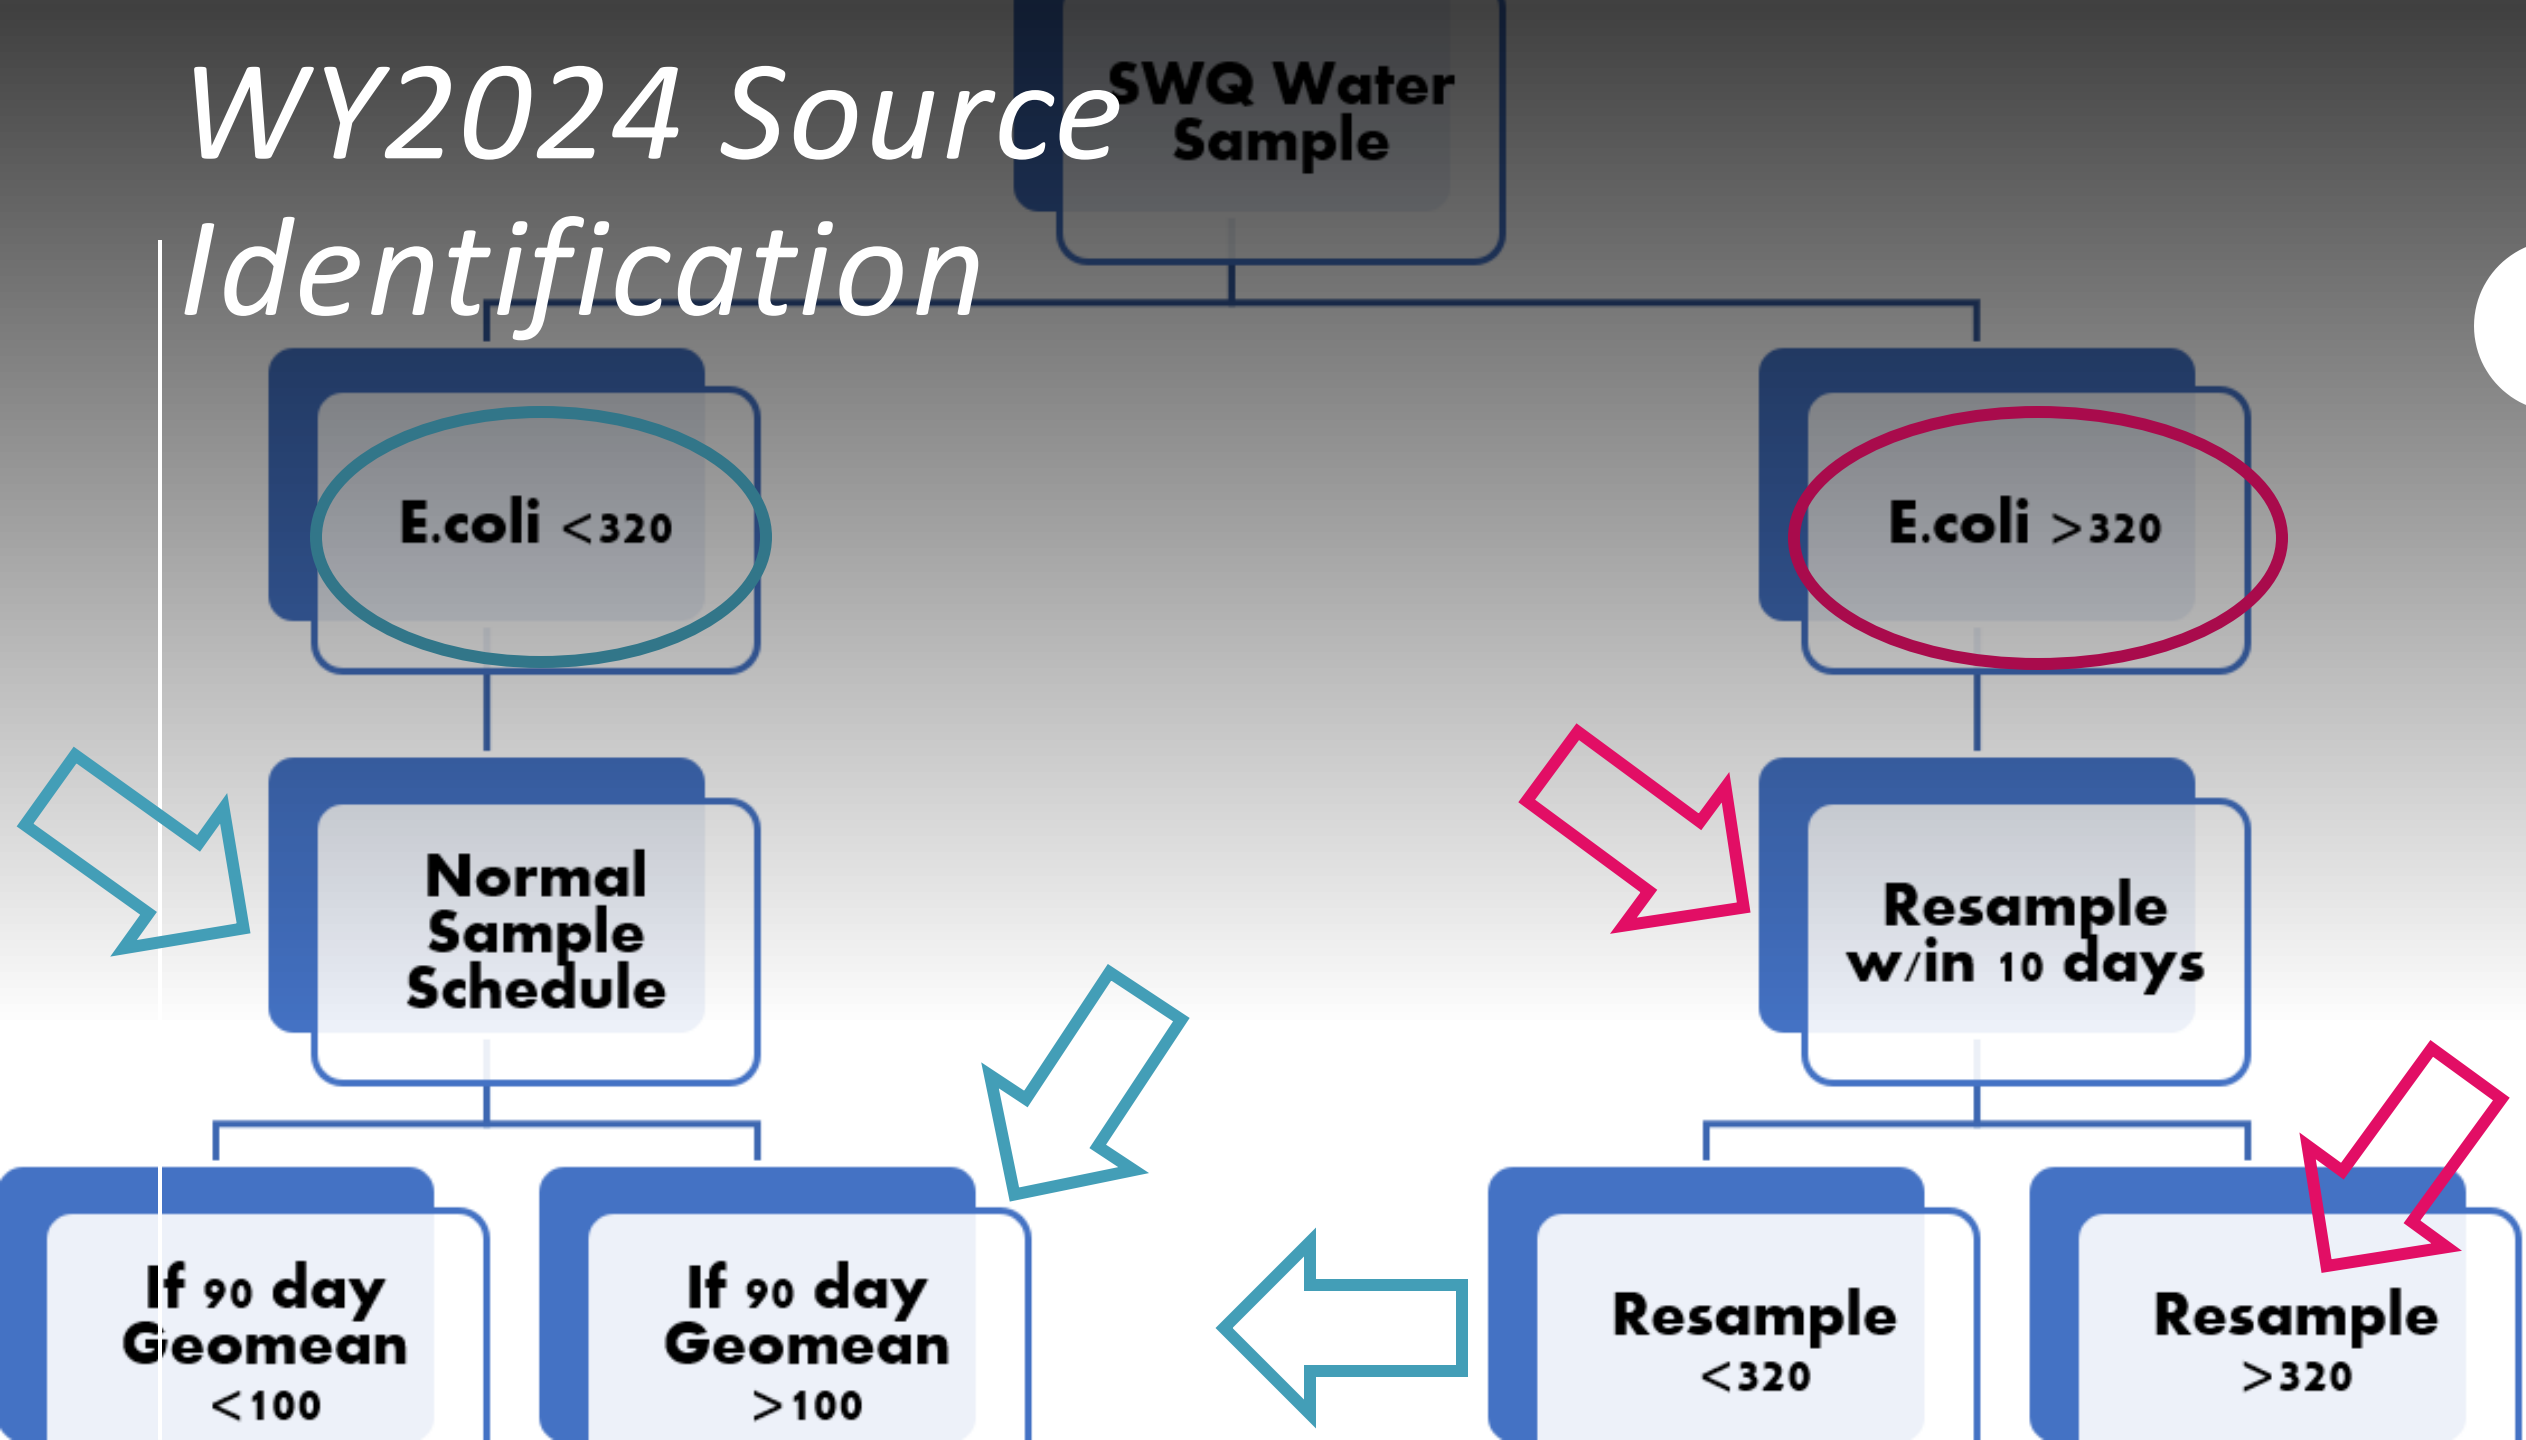 WY2024 Source
Identification
SWQ Water
Sample
E.coli <320
E.coli >320
Normal
Sample
Schedule
Resample
w/in 10 days
If 90 day
Geomean
<100
If 90 day
Geomean
>100
Resample
<320
Resample
>320